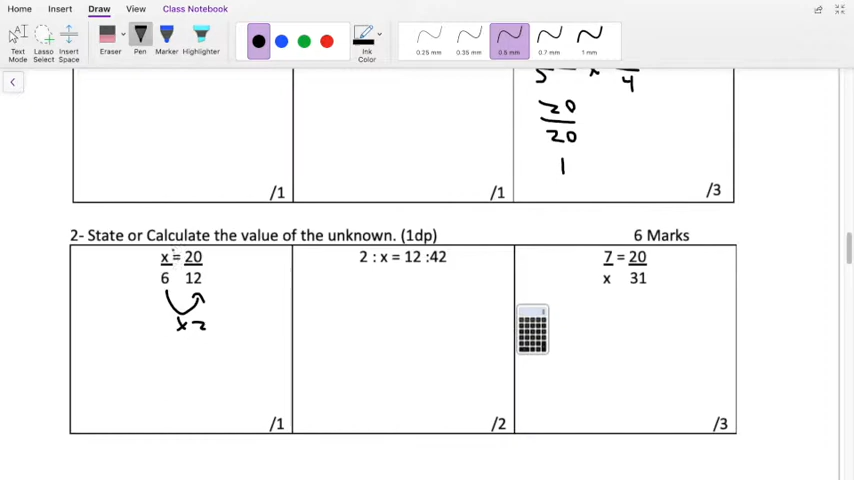 Home Draw View Class Notebook
Text Mode
Lasso Select
Insert Space
Eraser
Pen
Marker
Highlighter
Ink Color
0.25 mm
0.35 mm
0.5 mm
0.7 mm
1 mm
5 x 4
20
20
1
/1 /1 /3
2- State or Calculate the value of the unknown. (1dp) 6 Marks
x = 20
6 12
x2
/1
2 : x = 12 :42
/2
7 = 20
x 31
/3